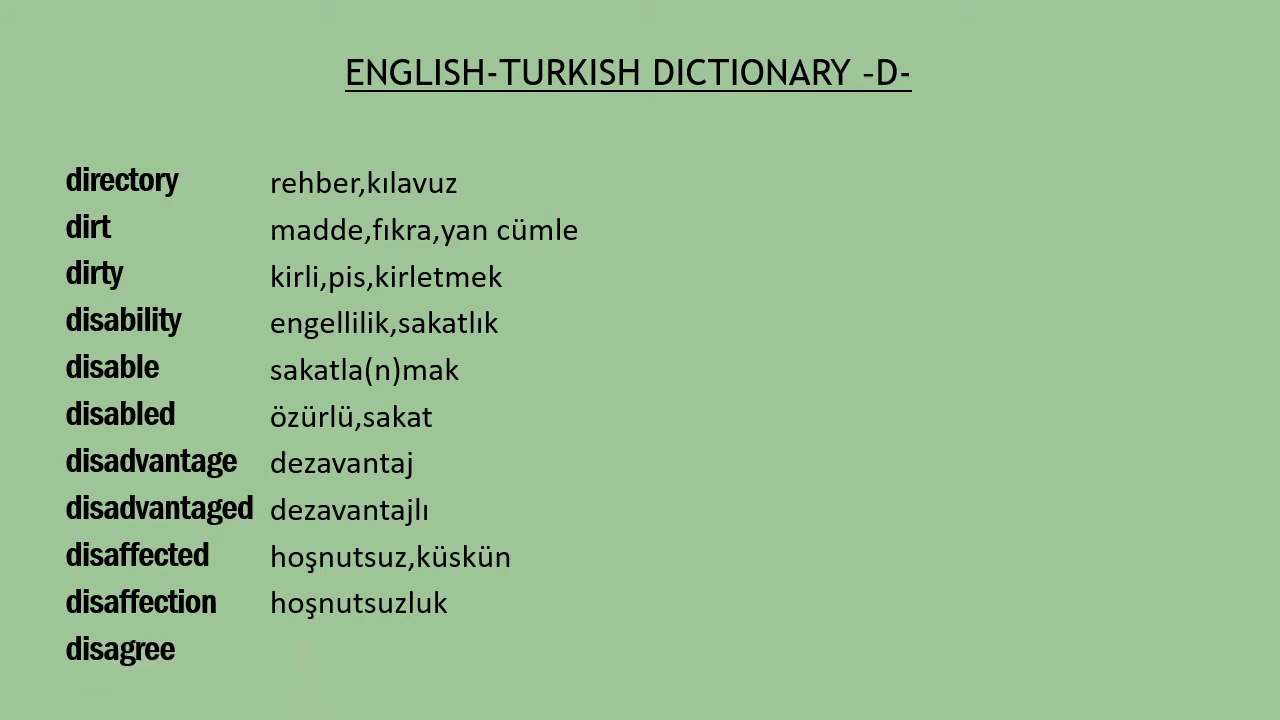 ENGLISH-TURKISH DICTIONARY –D-
directory rehber,kılavuz
dirt madde,fıkra,yan cümle
dirty kirli,pis,kirletmek
disability engellilik,sakatlık
disable sakatla(n)mak
disabled özürlü,sakat
disadvantage dezavantaj
disadvantaged dezavantajlı
disaffected hoşnutsuz,küskün
disaffection hoşnutsuzluk
disagree